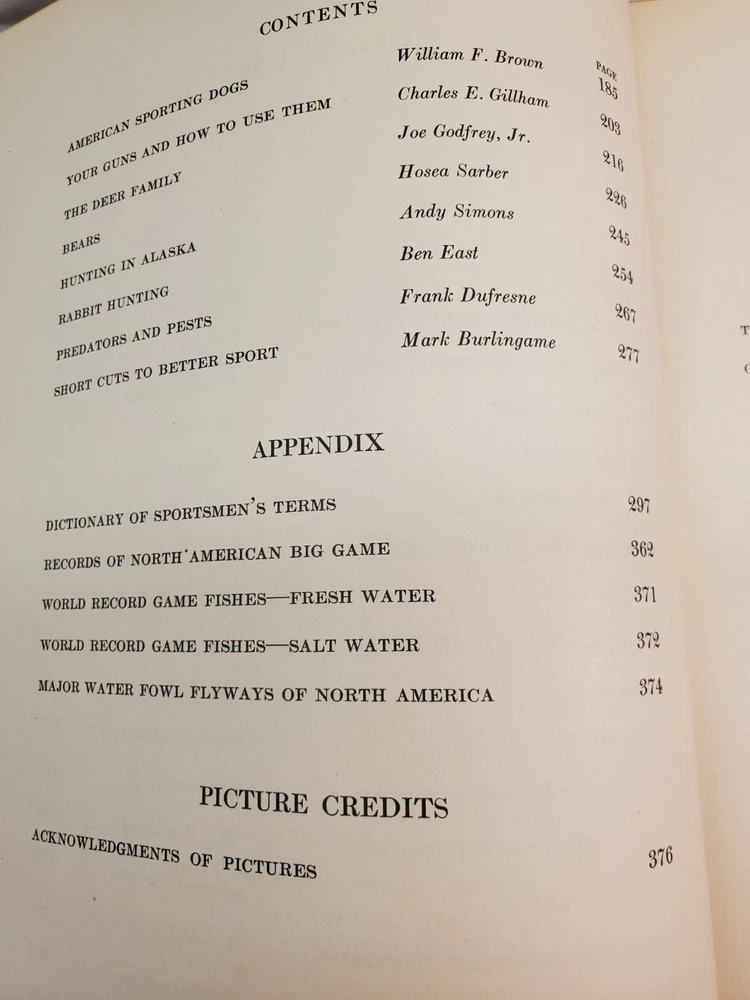 CONTENTS
PAGE
AMERICAN SPORTING DOGS William F. Brown 185
YOUR GUNS AND HOW TO USE THEM Charles E. Gillham 203
THE DEER FAMILY Joe Godfrey, Jr. 216
BEARS Hosea Sarber 226
HUNTING IN ALASKA Andy Simons 245
RABBIT HUNTING Ben East 254
PREDATORS AND PESTS Frank Dufresne 267
SHORT CUTS TO BETTER SPORT Mark Burlingame 277
APPENDIX
DICTIONARY OF SPORTSMEN'S TERMS 297
RECORDS OF NORTH AMERICAN BIG GAME 362
WORLD RECORD GAME FISHES—FRESH WATER 371
WORLD RECORD GAME FISHES—SALT WATER 372
MAJOR WATER FOWL FLYWAYS OF NORTH AMERICA 374
PICTURE CREDITS
ACKNOWLEDGMENTS OF PICTURES 376